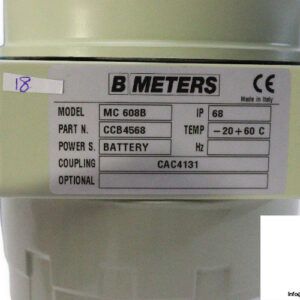 18
B METERS
CE
Made in Italy
MODEL MC 608B IP 68
PART N. CCB4568 TEMP -20+60 C
POWER S. BATTERY Hz
COUPLING CAC4131
OPTIONAL